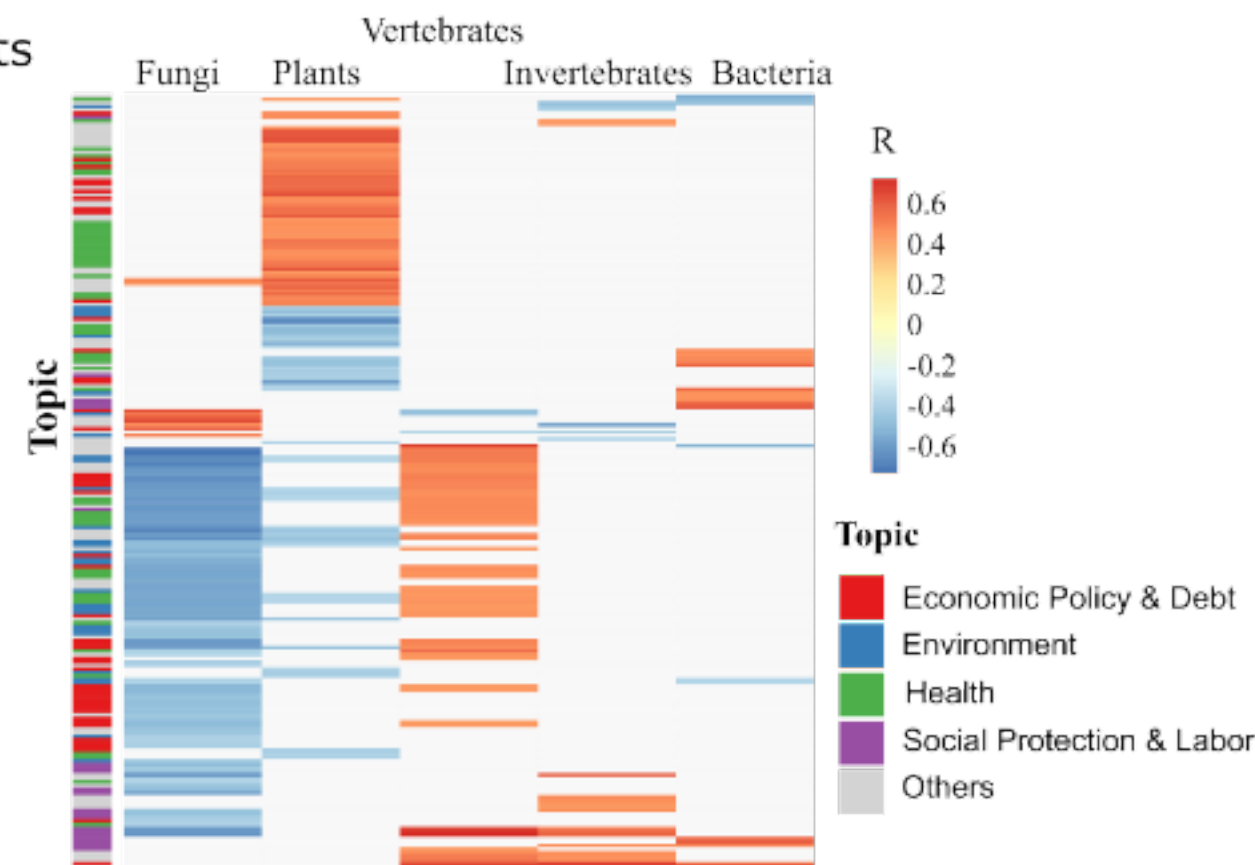 ts
Vertebrates
Fungi Plants Invertebrates Bacteria
R
0.6
0.4
0.2
0
-0.2
-0.4
-0.6
Topic
Topic
Economic Policy & Debt
Environment
Health
Social Protection & Labor
Others